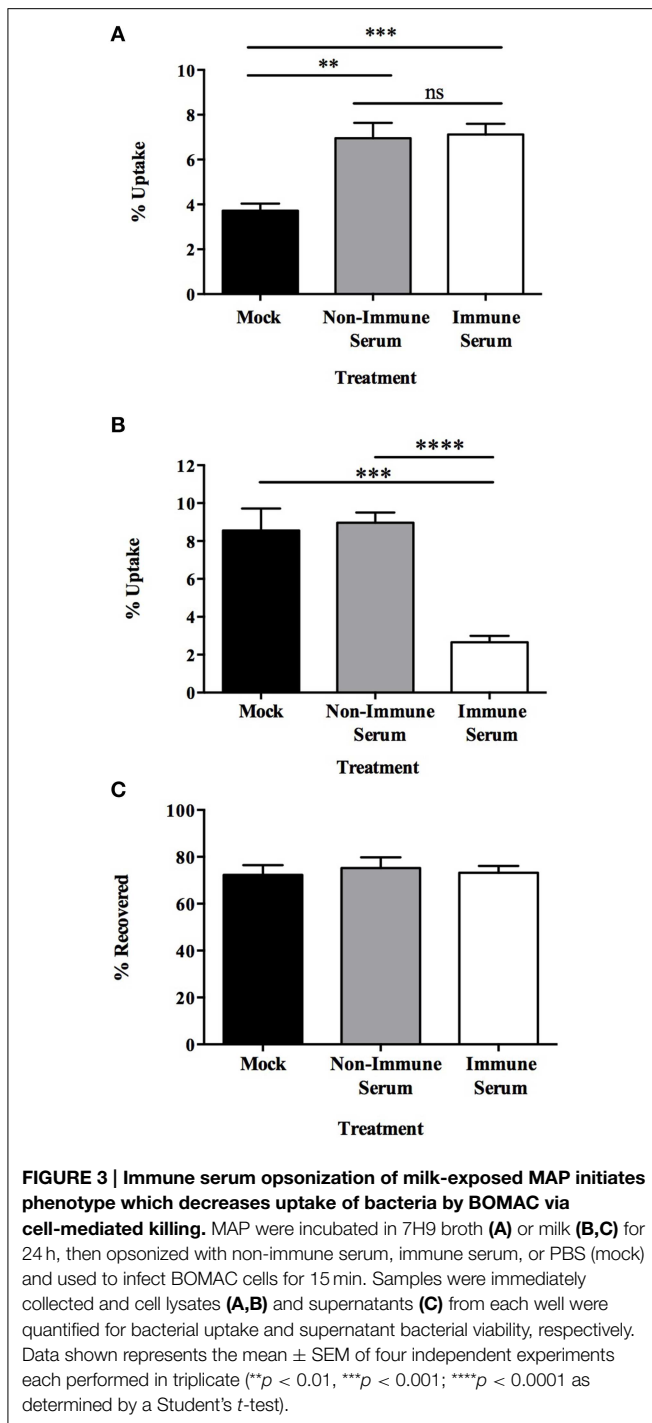 A
***
**
ns
10
8
6
4
2
0
% Uptake
Mock
Non-Immune
Serum
Immune
Serum
Treatment
B
****
***
12
10
8
6
4
2
0
% Uptake
Mock
Non-Immune
Serum
Immune
Serum
Treatment
C
100
80
60
40
20
0
% Recovered
Mock
Non-Immune
Serum
Immune
Serum
Treatment
FIGURE 3 | Immune serum opsonization of milk-exposed MAP initiates
phenotype which decreases uptake of bacteria by BOMAC via
cell-mediated killing. MAP were incubated in 7H9 broth (A) or milk (B,C) for
24 h, then opsonized with non-immune serum, immune serum, or PBS (mock)
and used to infect BOMAC cells for 15 min. Samples were immediately
collected and cell lysates (A,B) and supernatants (C) from each well were
quantified for bacterial uptake and supernatant bacterial viability, respectively.
Data shown represents the mean ± SEM of four independent experiments
each performed in triplicate (**p < 0.01, ***p < 0.001; ****p < 0.0001 as
determined by a Student's t-test).